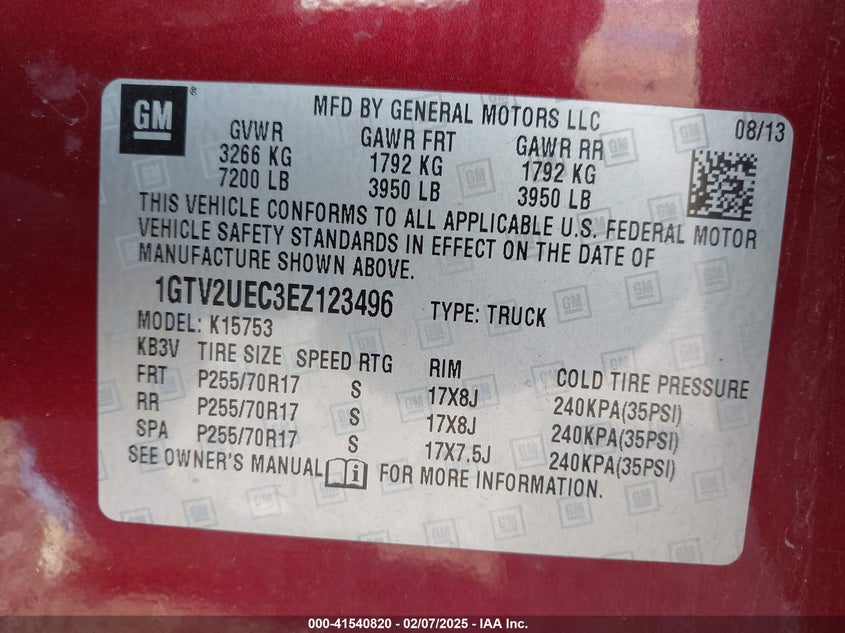 GM ® MFD BY GENERAL MOTORS LLC 08/13
GVWR GAWR FRT GAWR RR
3266 KG 1792 KG 1792 KG
7200 LB 3950 LB 3950 LB
THIS VEHICLE CONFORMS TO ALL APPLICABLE U.S. FEDERAL MOTOR
VEHICLE SAFETY STANDARDS IN EFFECT ON THE DATE OF
MANUFACTURE SHOWN ABOVE.
1GTV2UEC3EZ123496 TYPE: TRUCK
MODEL: K15753
KB3V TIRE SIZE SPEED RTG RIM COLD TIRE PRESSURE
FRT P255/70R17 S 17X8J 240KPA(35PSI)
RR P255/70R17 S 17X8J 240KPA(35PSI)
SPA P255/70R17 S 17X7.5J 240KPA(35PSI)
SEE OWNER'S MANUAL i FOR MORE INFORMATION.
000-41540820 - 02/07/2025 - IAA Inc.